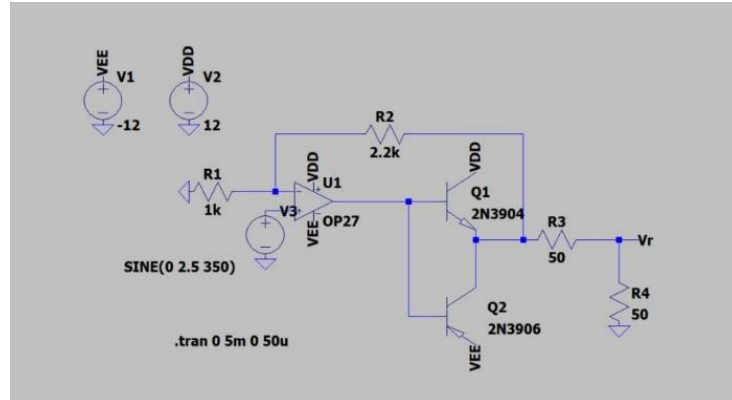 VEE
V1
-12
VDD
V2
12
R2
2.2k
R1
1k
VDD
U1
VEE
OP27
V3
SINE(0 2.5 350)
VDD
Q1
2N3904
R3
50
Vr
R4
50
Q2
2N3906
VEE
.tran 0 5m 0 50u